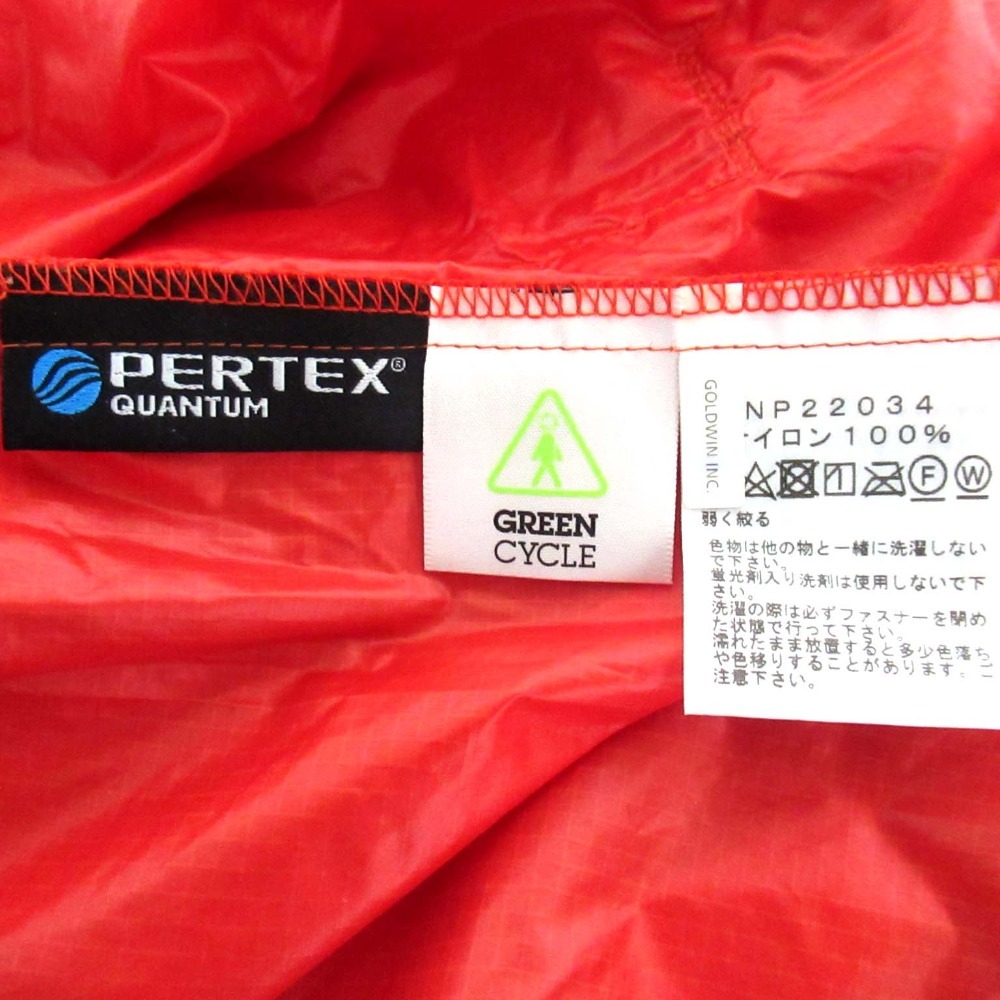 PERTEX®
QUANTUM
GREEN
CYCLE
GOLDWIN INC.
NP22034
ナイロン100%
F W
弱く絞る
色物は他の物と一緒に洗濯しない
で下さい。
蛍光剤入り洗剤は使用しないで下
さい。
洗濯の際は必ずファスナーを閉め
た状態で行って下さい。
濡れたまま放置すると多少色落ち
や色移りすることがあります。ご
注意下さい。